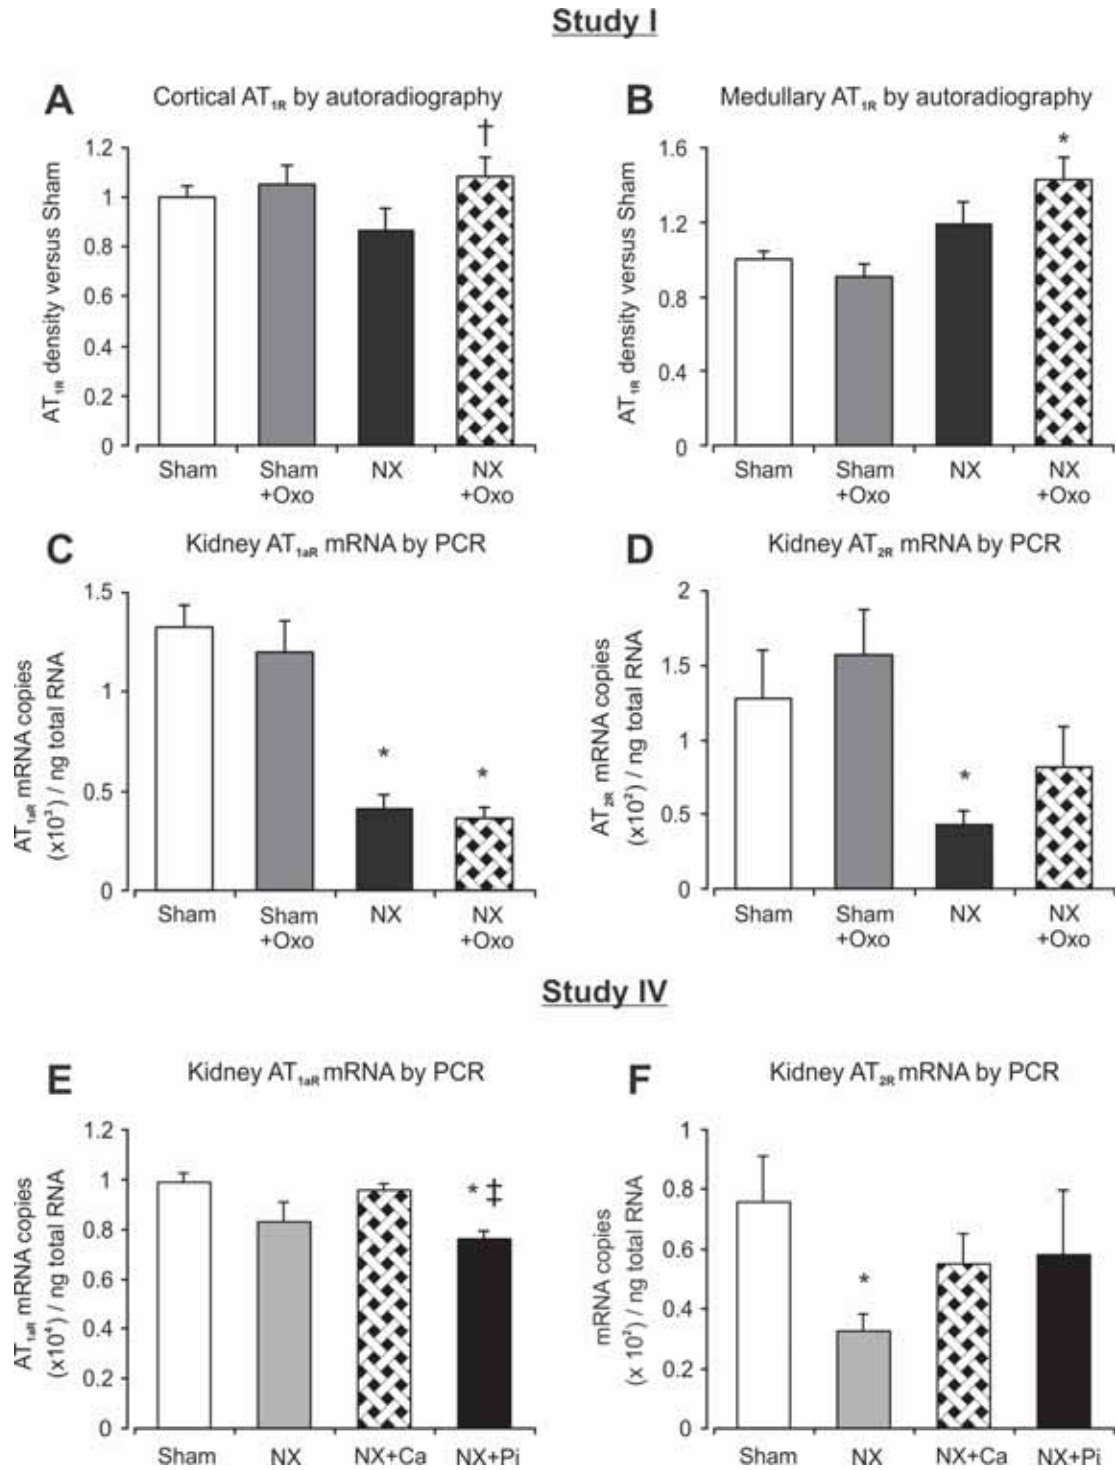 Study I
A Cortical AT1R by autoradiography
AT1R density versus Sham
1.2
1
0.8
0.6
0.4
0.2
0
†
Sham Sham NX NX
+Oxo +Oxo
B Medullary AT1R by autoradiography
AT1R density versus Sham
1.6
1.2
0.8
0.4
0
*
Sham Sham NX NX
+Oxo +Oxo
C Kidney AT1aR mRNA by PCR
AT1aR mRNA copies
(x10³) / ng total RNA
1.5
1
0.5
0
* *
Sham Sham NX NX
+Oxo +Oxo
D Kidney AT2R mRNA by PCR
AT2R mRNA copies
(x10²) / ng total RNA
2
1.5
1
0.5
0
*
Sham Sham NX NX
+Oxo +Oxo
Study IV
E Kidney AT1aR mRNA by PCR
AT1aR mRNA copies
(x10⁴) / ng total RNA
1.2
1
0.8
0.6
0.4
0.2
0
* ‡
Sham NX NX+Ca NX+Pi
F Kidney AT2R mRNA by PCR
mRNA copies
(x 10²) / ng total RNA
1
0.8
0.6
0.4
0.2
0
*
Sham NX NX+Ca NX+Pi